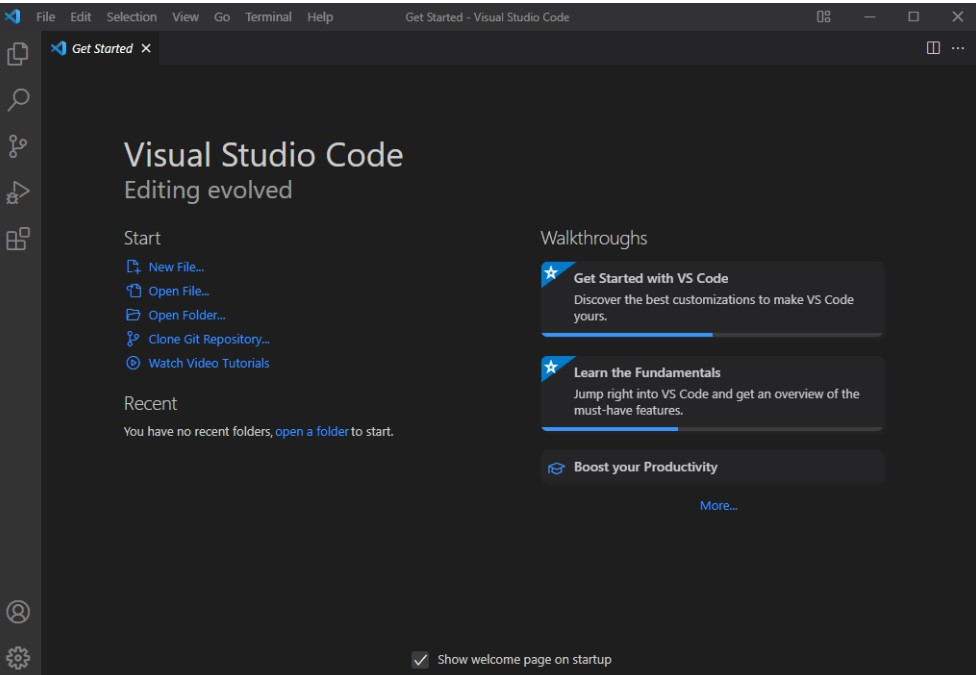 File Edit Selection View Go Terminal Help Get Started - Visual Studio Code
Get Started
Visual Studio Code
Editing evolved
Start
New File...
Open File...
Open Folder...
Clone Git Repository...
Watch Video Tutorials
Recent
You have no recent folders, open a folder to start.
Walkthroughs
Get Started with VS Code
Discover the best customizations to make VS Code
yours.
Learn the Fundamentals
Jump right into VS Code and get an overview of the
must-have features.
Boost your Productivity
More...
Show welcome page on startup